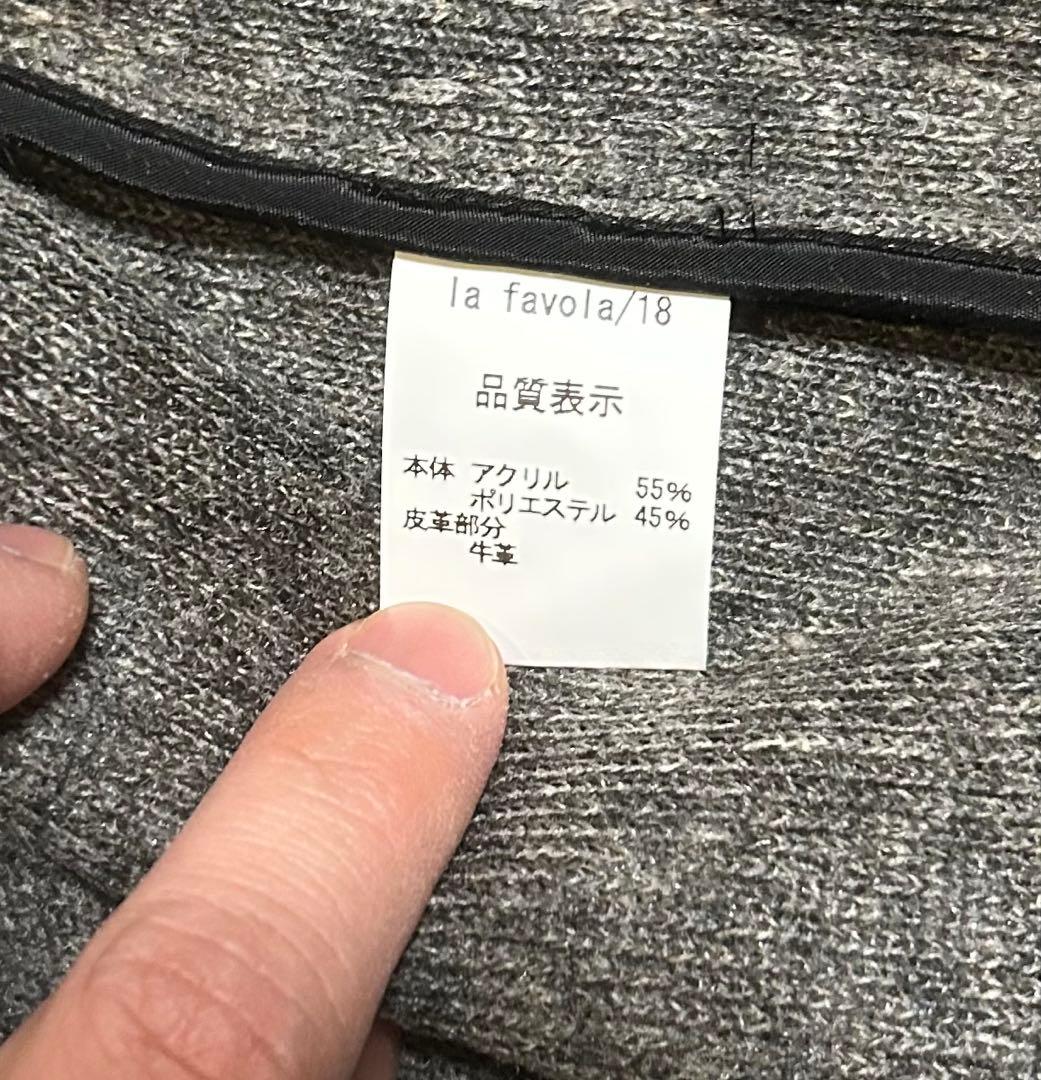 la favola/18
品質表示
本体 アクリル 55%
ポリエステル 45%
皮革部分
牛革